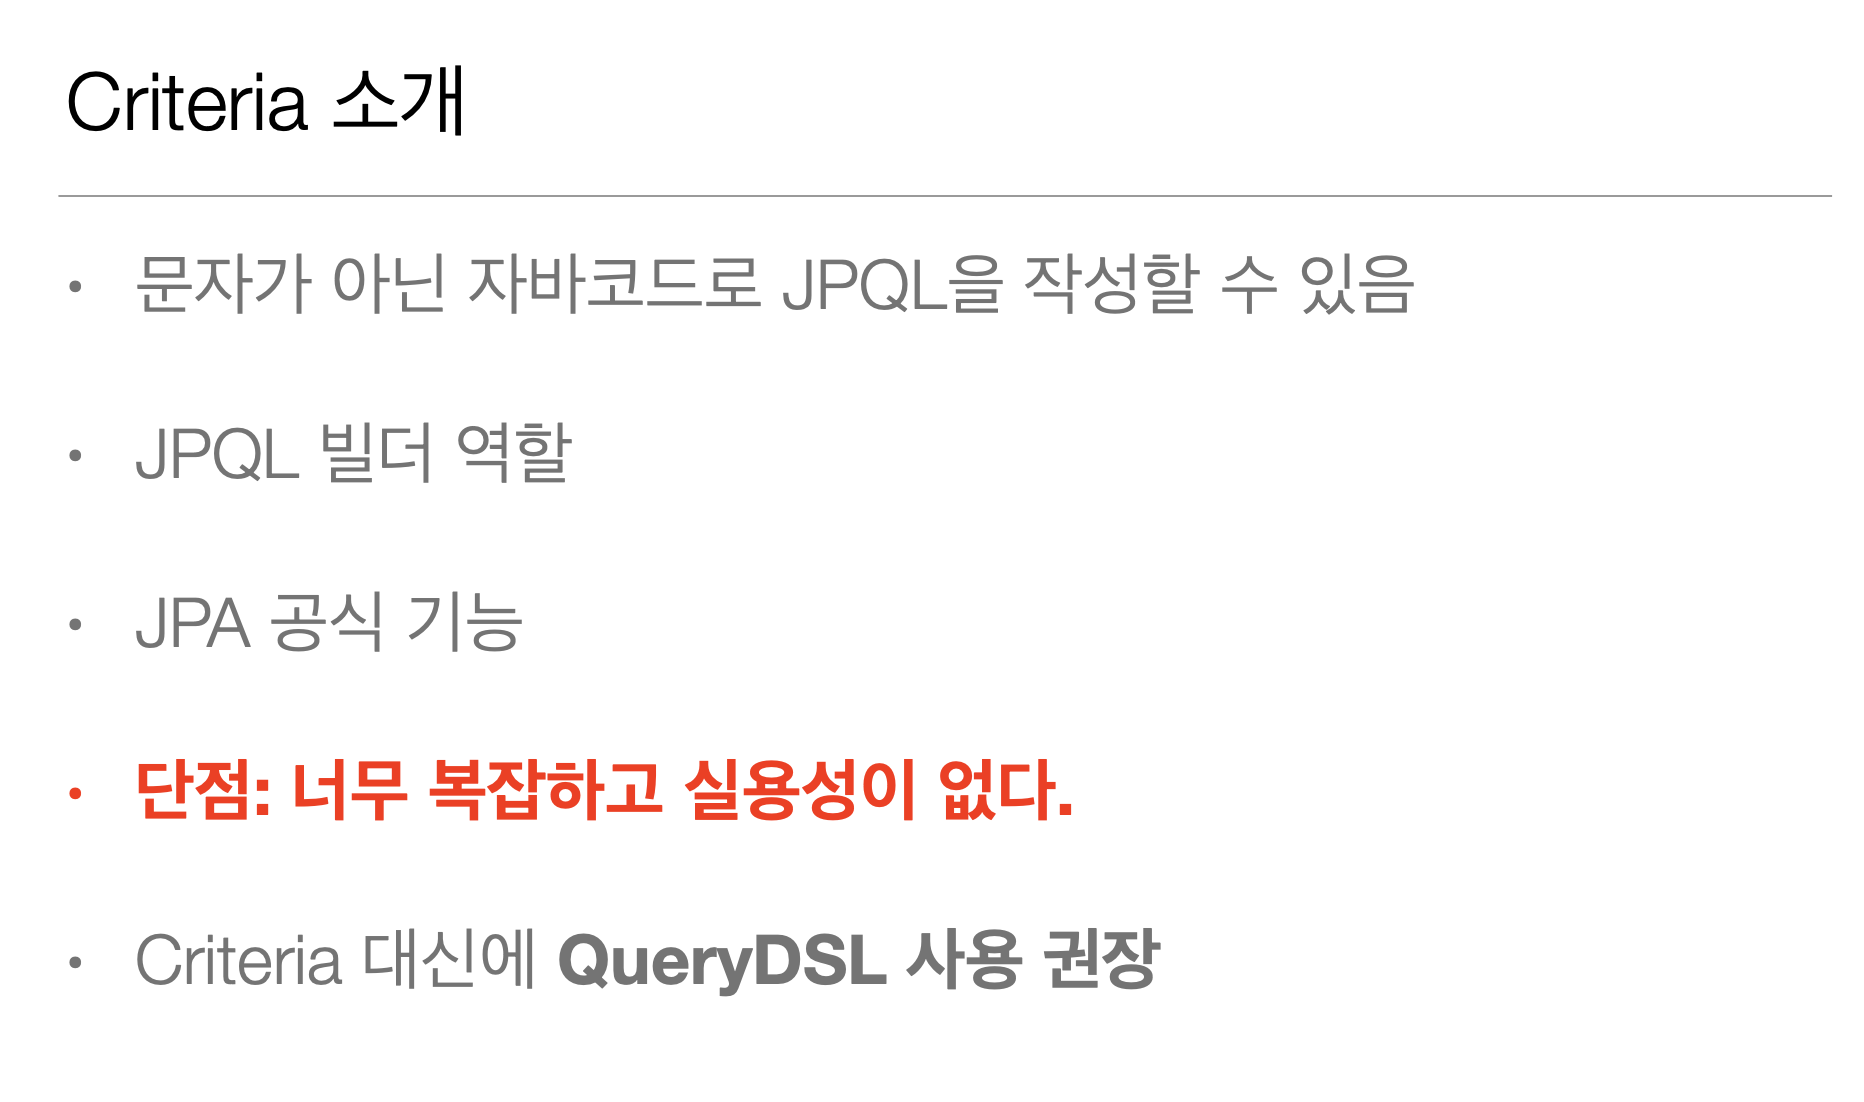 Criteria 소개
• 문자가 아닌 자바코드로 JPQL을 작성할 수 있음
• JPQL 빌더 역할
• JPA 공식 기능
• 단점: 너무 복잡하고 실용성이 없다.
• Criteria 대신에 QueryDSL 사용 권장